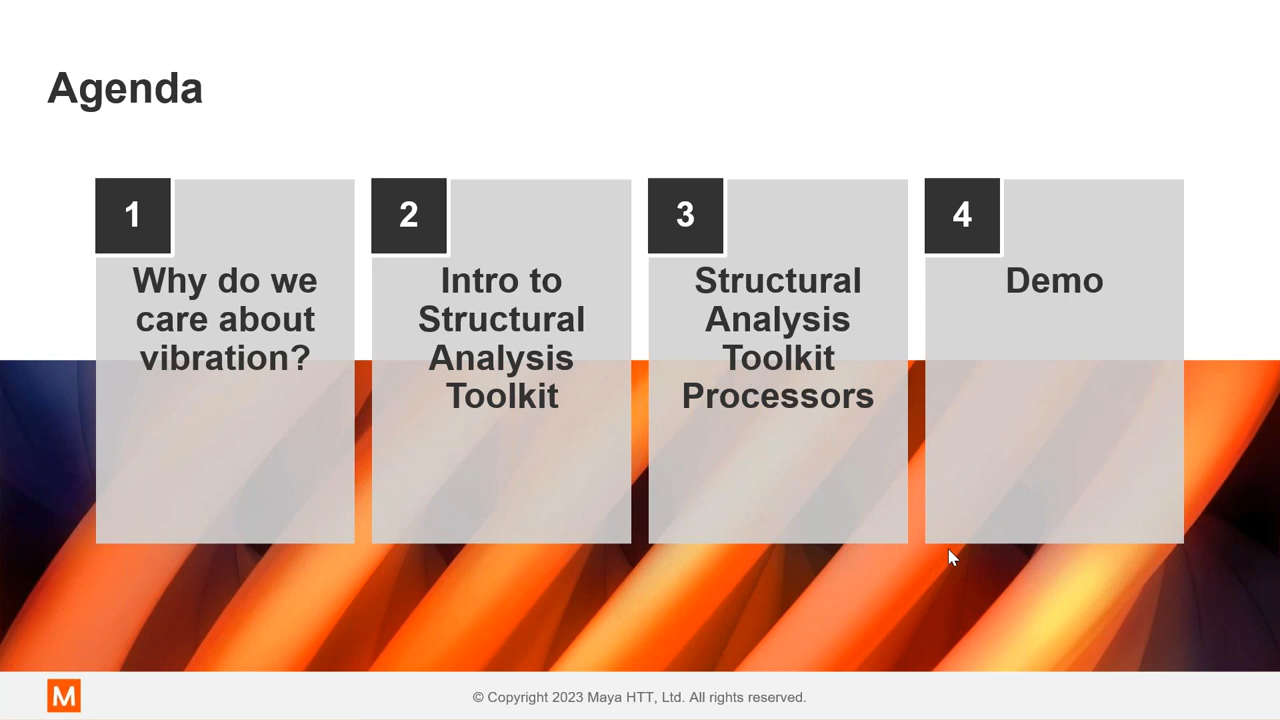 Agenda
1
Why do we
care about
vibration?
2
Intro to
Structural
Analysis
Toolkit
3
Structural
Analysis
Toolkit
Processors
4
Demo
M
© Copyright 2023 Maya HTT, Ltd. All rights reserved.